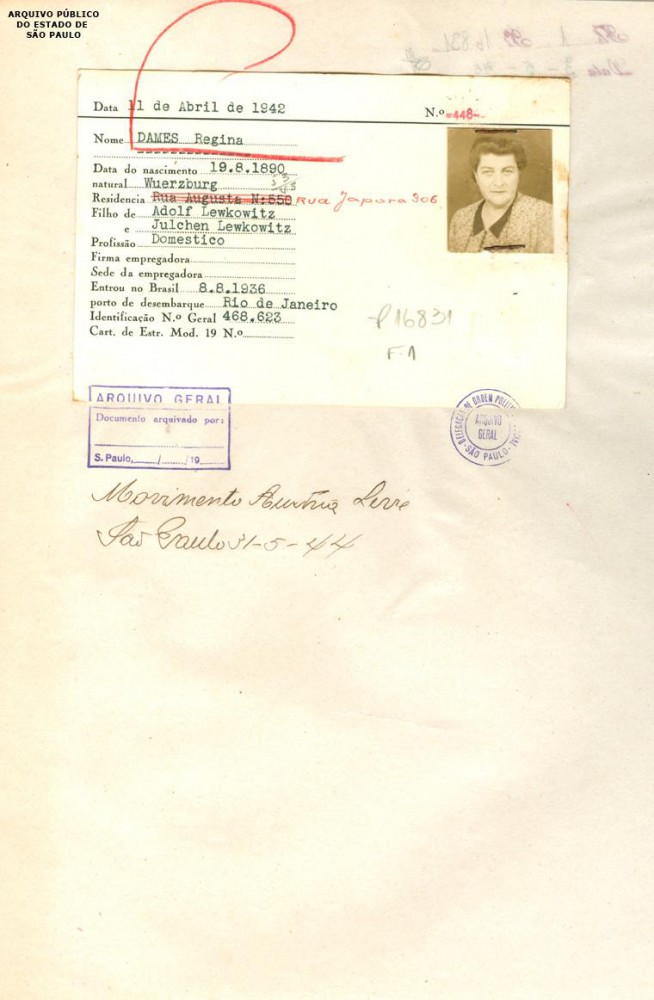 ARQUIVO PÚBLICO
DO ESTADO DE
SÃO PAULO
Data 11 de Abril de 1942
N.º =448-
Nome DAMES Regina
Data do nascimento 19.8.1890
natural Wuerzburg
Residencia Rua Augusta N:550 Rua Japura 306
Filho de Adolf Lewkowitz
e Julchen Lewkowitz
Profissão Domestico
Firma empregadora
Sede da empregadora
Entrou no Brasil 8.8.1936
porto de desembarque Rio de Janeiro
Identificação N.º Geral 468.623
Cart. de Estr. Mod. 19 N.º
P 16831
F-1
ARQUIVO GERAL
Documento arquivado por:
S. Paulo, / / 19
DELEGACIA DE ORDEM POLIT
ARQUIVO
GERAL
SÃO PAULO
Movimento Austria Livre
São Paulo 31-5-44